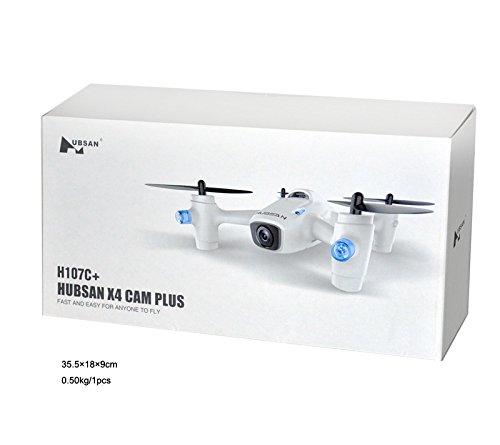 HUBSAN®
HUBSAN
H107C+
HUBSAN X4 CAM PLUS
FAST AND EASY FOR ANYONE TO FLY
35.5×18×9cm
0.50kg/1pcs